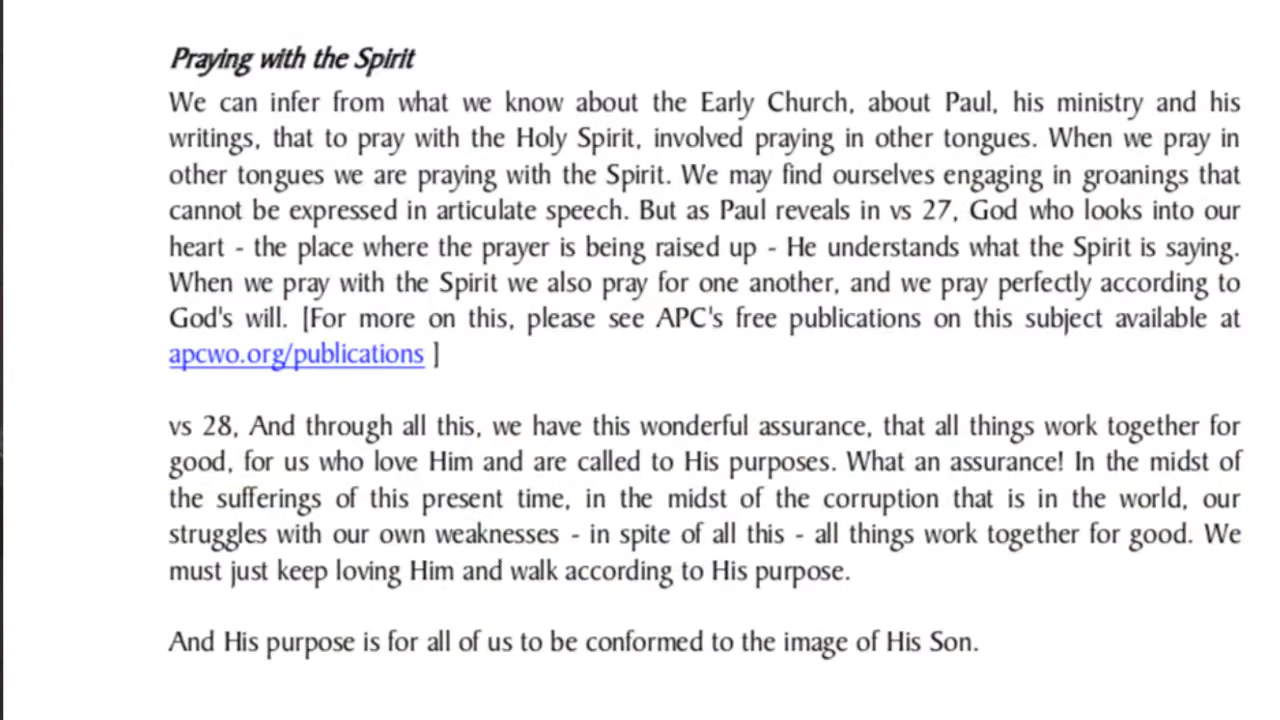 Praying with the Spirit
We can infer from what we know about the Early Church, about Paul, his ministry and his
writings, that to pray with the Holy Spirit, involved praying in other tongues. When we pray in
other tongues we are praying with the Spirit. We may find ourselves engaging in groanings that
cannot be expressed in articulate speech. But as Paul reveals in vs 27, God who looks into our
heart - the place where the prayer is being raised up - He understands what the Spirit is saying.
When we pray with the Spirit we also pray for one another, and we pray perfectly according to
God's will. [For more on this, please see APC's free publications on this subject available at
apcwo.org/publications ]
vs 28, And through all this, we have this wonderful assurance, that all things work together for
good, for us who love Him and are called to His purposes. What an assurance! In the midst of
the sufferings of this present time, in the midst of the corruption that is in the world, our
struggles with our own weaknesses - in spite of all this - all things work together for good. We
must just keep loving Him and walk according to His purpose.
And His purpose is for all of us to be conformed to the image of His Son.